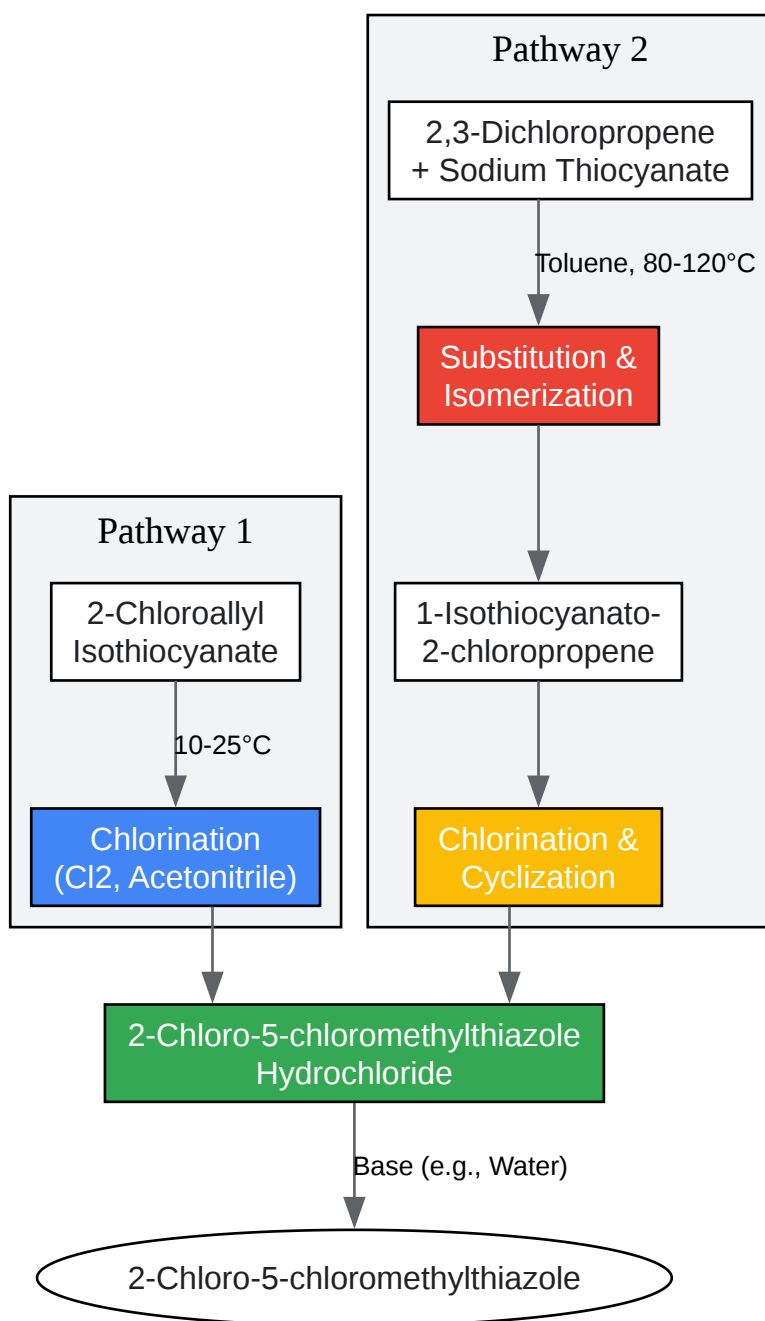 Pathway 2
2,3-Dichloropropene
+ Sodium Thiocyanate
Toluene, 80-120°C
Substitution &
Isomerization
Pathway 1
2-Chloroallyl
Isothiocyanate
1-Isothiocyanato-
2-chloropropene
10-25°C
Chlorination
(Cl2, Acetonitrile)
Chlorination &
Cyclization
2-Chloro-5-chloromethylthiazole
Hydrochloride
Base (e.g., Water)
2-Chloro-5-chloromethylthiazole